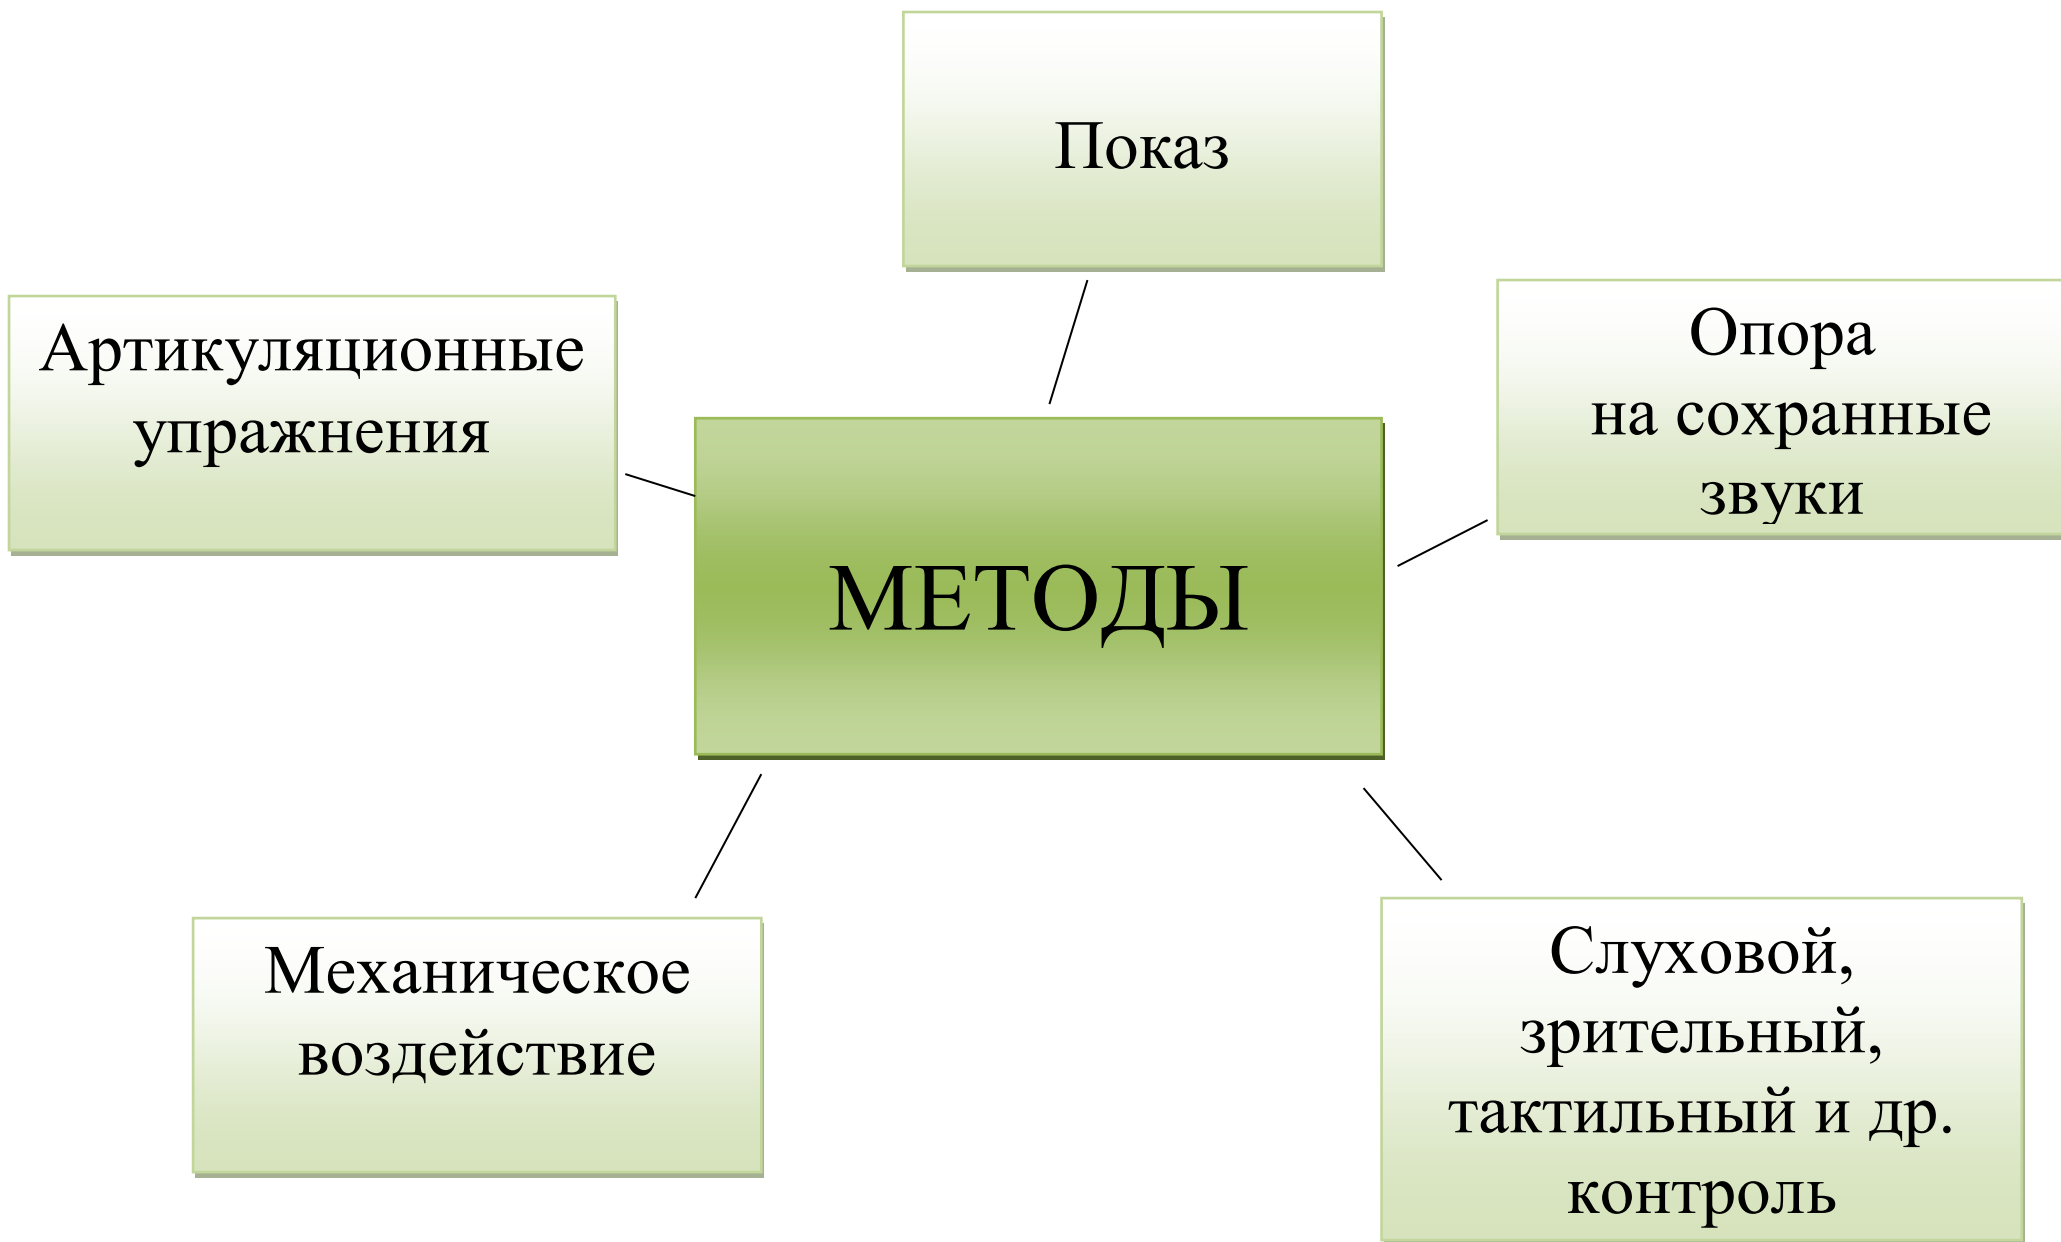 Показ
Артикуляционные
упражнения
Опора
на сохранные
звуки
МЕТОДЫ
Механическое
воздействие
Слуховой,
зрительный,
тактильный и др.
контроль